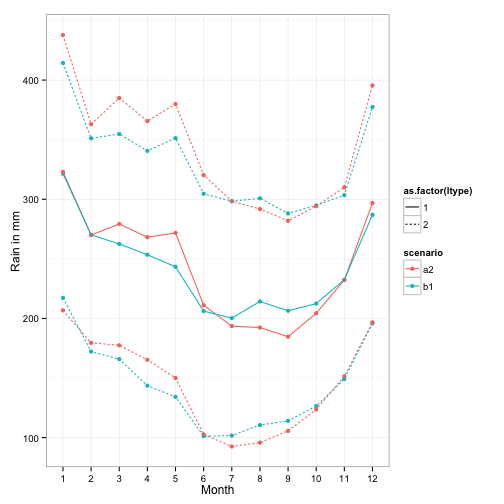 400
300
200
100
Rain in mm
1 2 3 4 5 6 7 8 9 10 11 12
Month
as.factor(ltype)
1
2
scenario
a2
b1